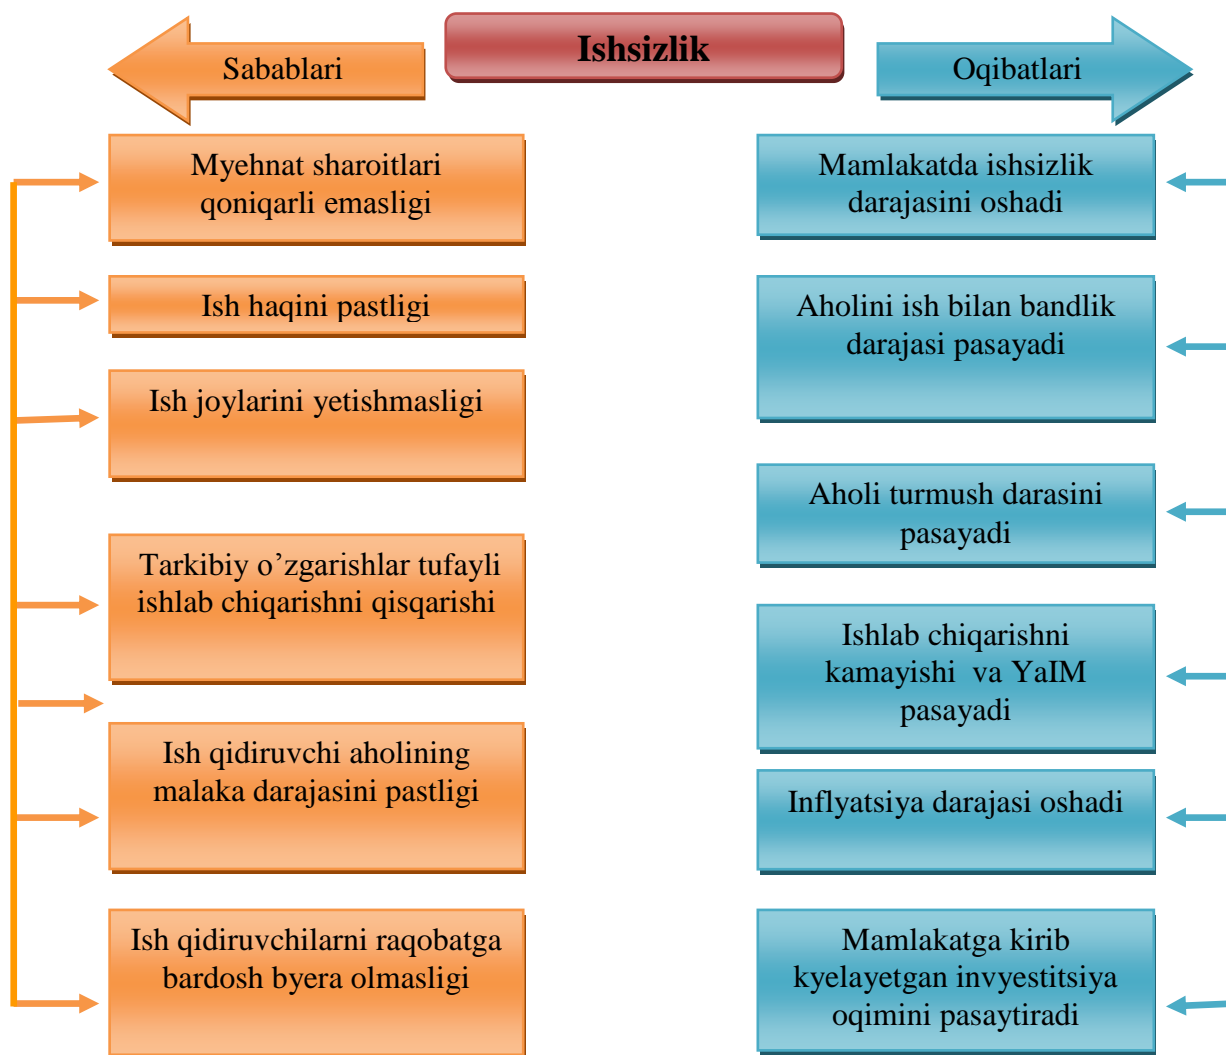 Ishsizlik
Sabablari
Oqibatlari
Myehnat sharoitlari
qoniqarli emasligi
Ish haqini pastligi
Ish joylarini yetishmasligi
Tarkibiy o’zgarishlar tufayli
ishlab chiqarishni qisqarishi
Ish qidiruvchi aholining
malaka darajasini pastligi
Ish qidiruvchilarni raqobatga
bardosh byera olmasligi
Mamlakatda ishsizlik
darajasini oshadi
Aholini ish bilan bandlik
darajasi pasayadi
Aholi turmush darasini
pasayadi
Ishlab chiqarishni
kamayishi va YaIM
pasayadi
Inflyatsiya darajasi oshadi
Mamlakatga kirib
kyelayetgan invyestitsiya
oqimini pasaytiradi